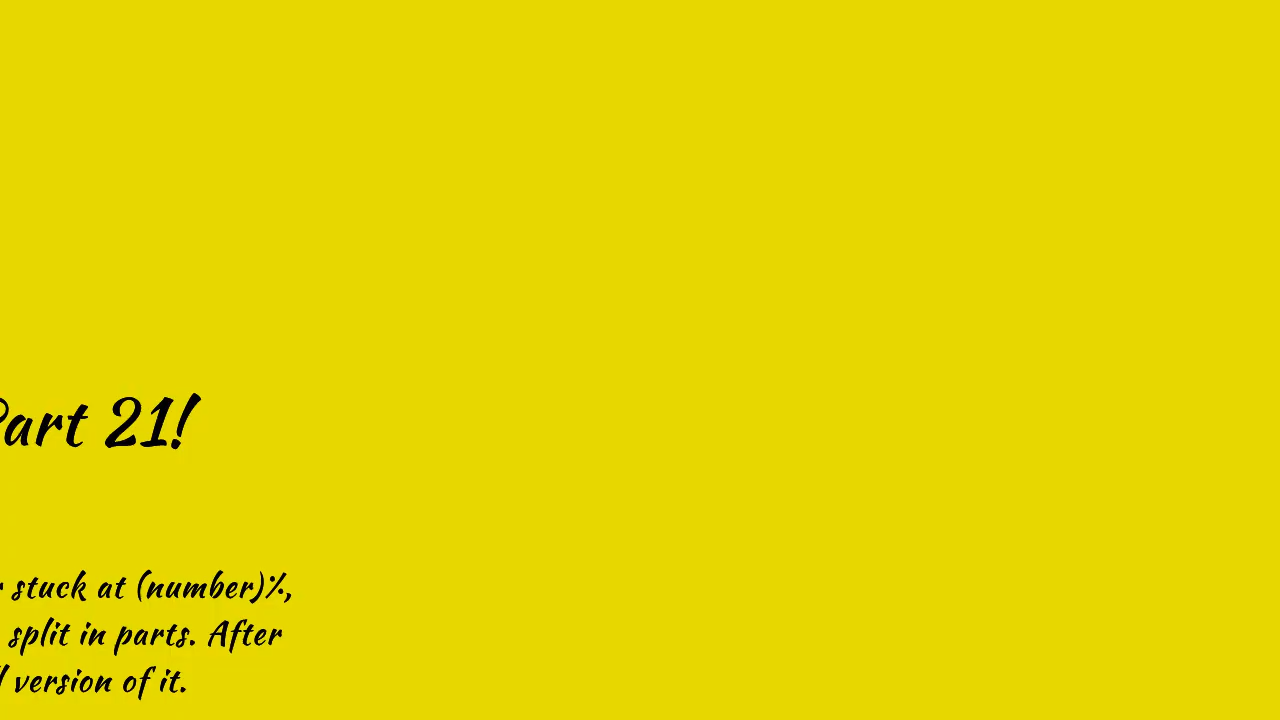 Part 21!
stuck at (number)%,
split in parts. After
version of it.